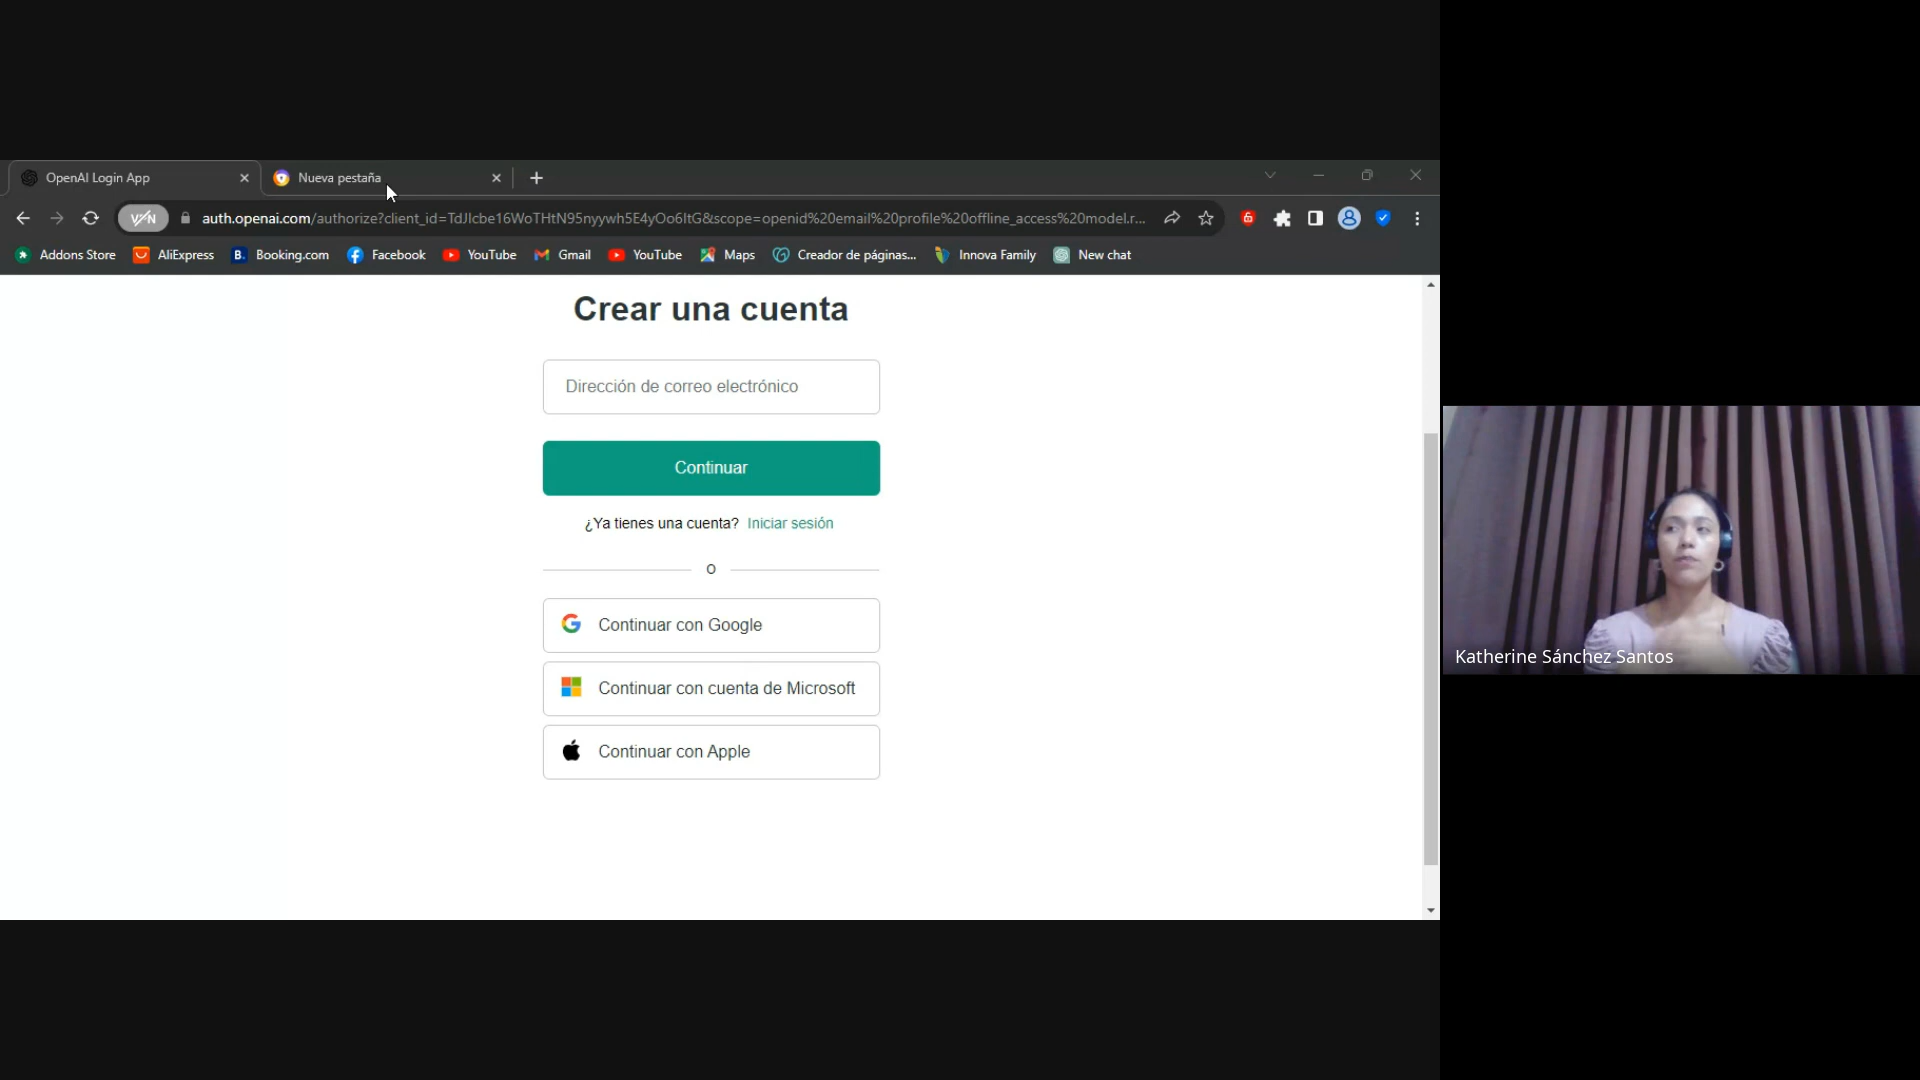 OpenAI Login App
Nueva pestaña
VPN
auth.openai.com/authorize?client_id=TdJIcbe16WoTHtN95nyywh5E4yOo6ItG&scope=openid%20email%20profile%20offline_access%20model.r...
Addons Store AliExpress Booking.com Facebook YouTube Gmail YouTube Maps Creador de páginas... Innova Family New chat
Crear una cuenta
Dirección de correo electrónico
Continuar
¿Ya tienes una cuenta? Iniciar sesión
O
Continuar con Google
Continuar con cuenta de Microsoft
Continuar con Apple
Katherine Sánchez Santos